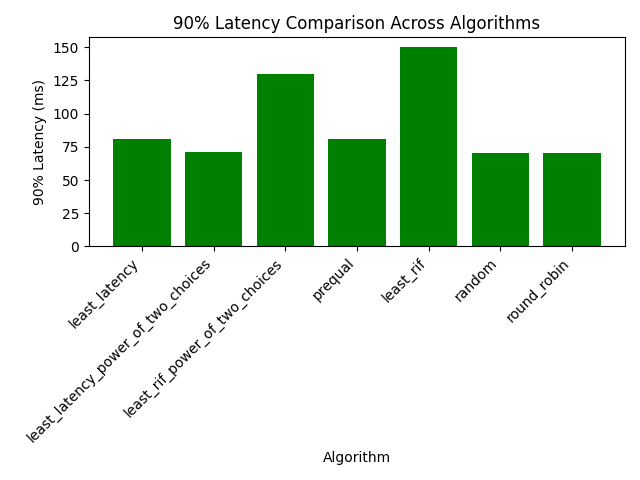 90% Latency Comparison Across Algorithms
90% Latency (ms)
150
125
100
75
50
25
0
least_latency
least_latency_power_of_two_choices
least_rif_power_of_two_choices
prequal
least_rif
random
round_robin
Algorithm